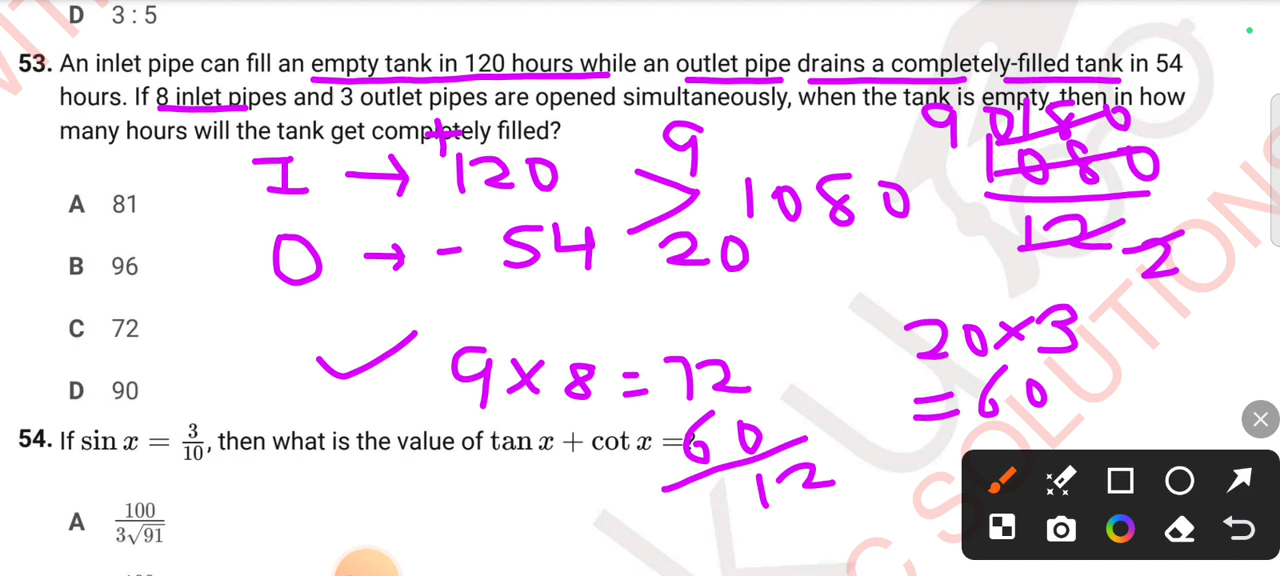 D 3 : 5
53. An inlet pipe can fill an empty tank in 120 hours while an outlet pipe drains a completely-filled tank in 54
hours. If 8 inlet pipes and 3 outlet pipes are opened simultaneously, when the tank is empty, then in how
many hours will the tank get completely filled?
I → +120
O → - 54
9
20
1080
90
180
1080
12
2
A 81
B 96
C 72
D 90
9 × 8 = 72
60
12
20 × 3
= 60
54. If sin x = 3/10, then what is the value of tan x + cot x =?
A 100/3√91
SOLUTIONS